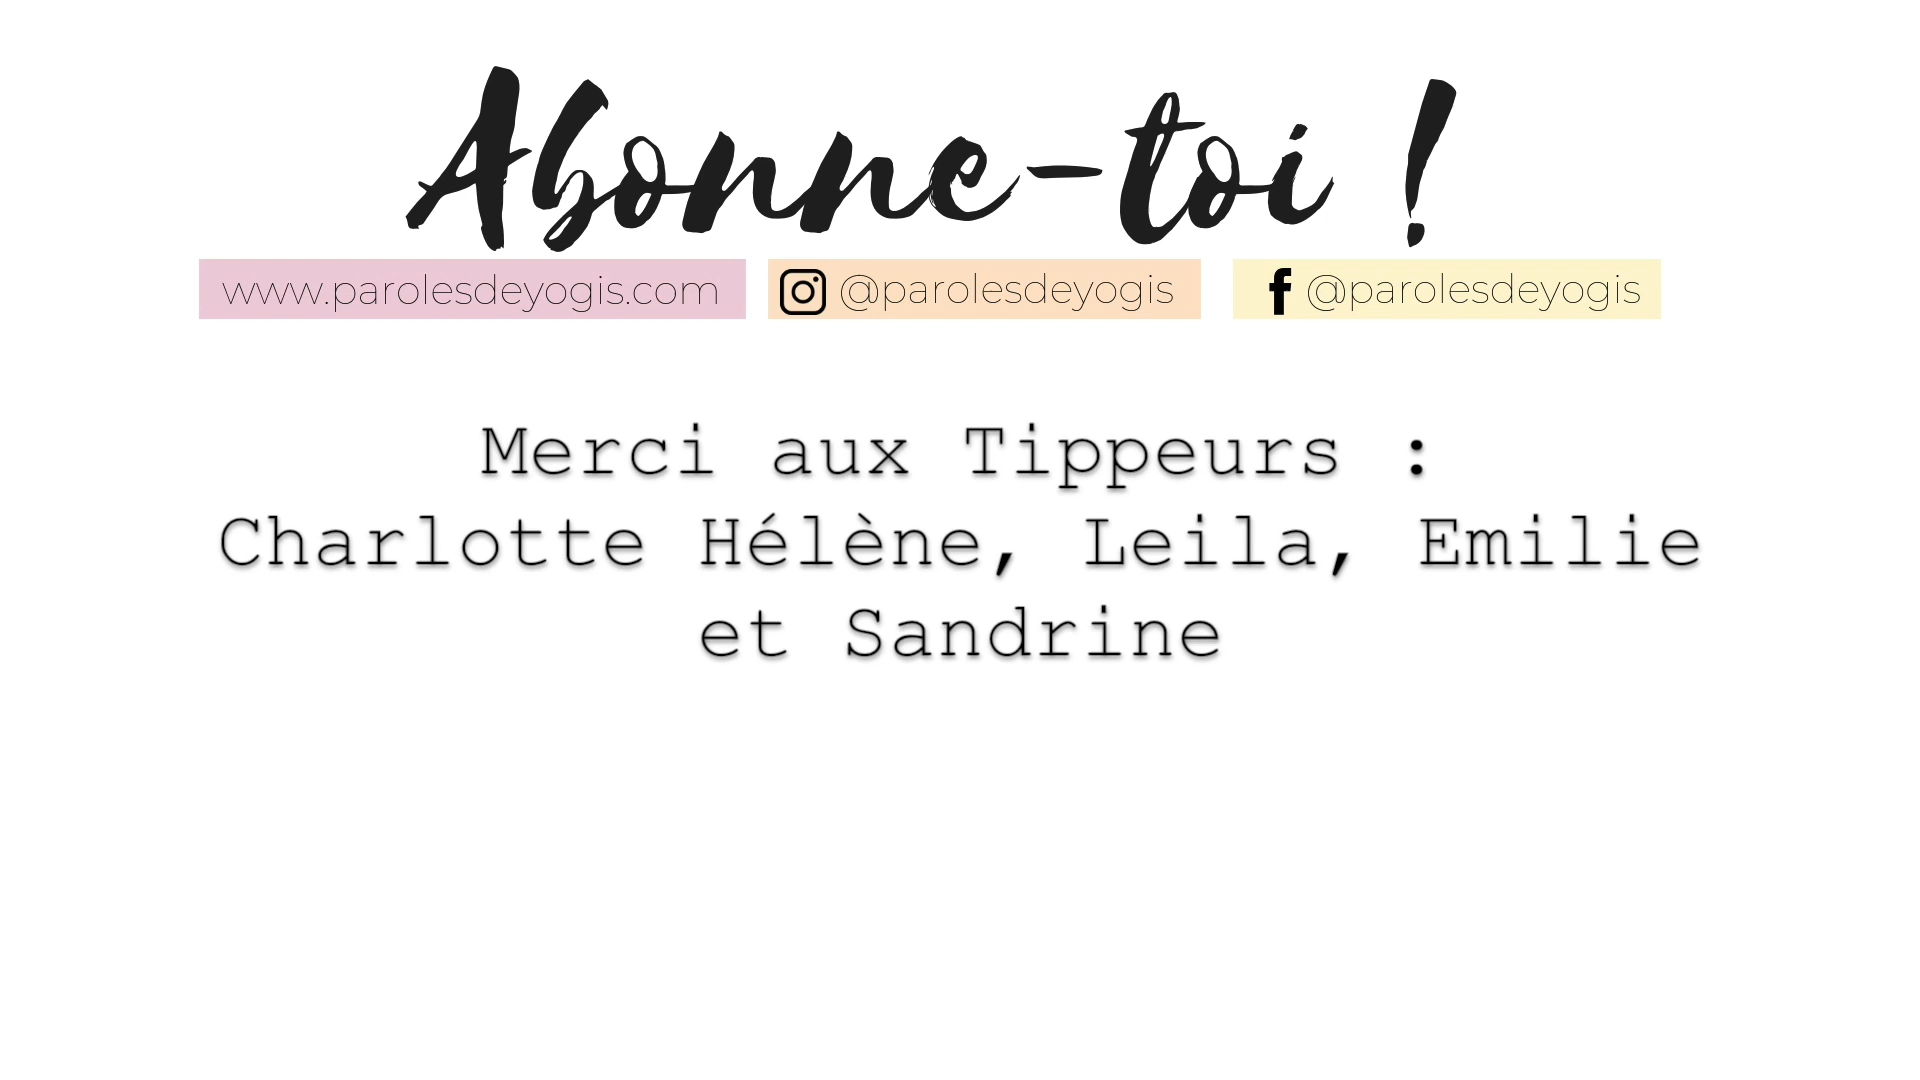 Abonne-toi !
www.parolesdeyogis.com @parolesdeyogis @parolesdeyogis
Merci aux Tippeurs :
Charlotte Hélène, Leila, Emilie
et Sandrine